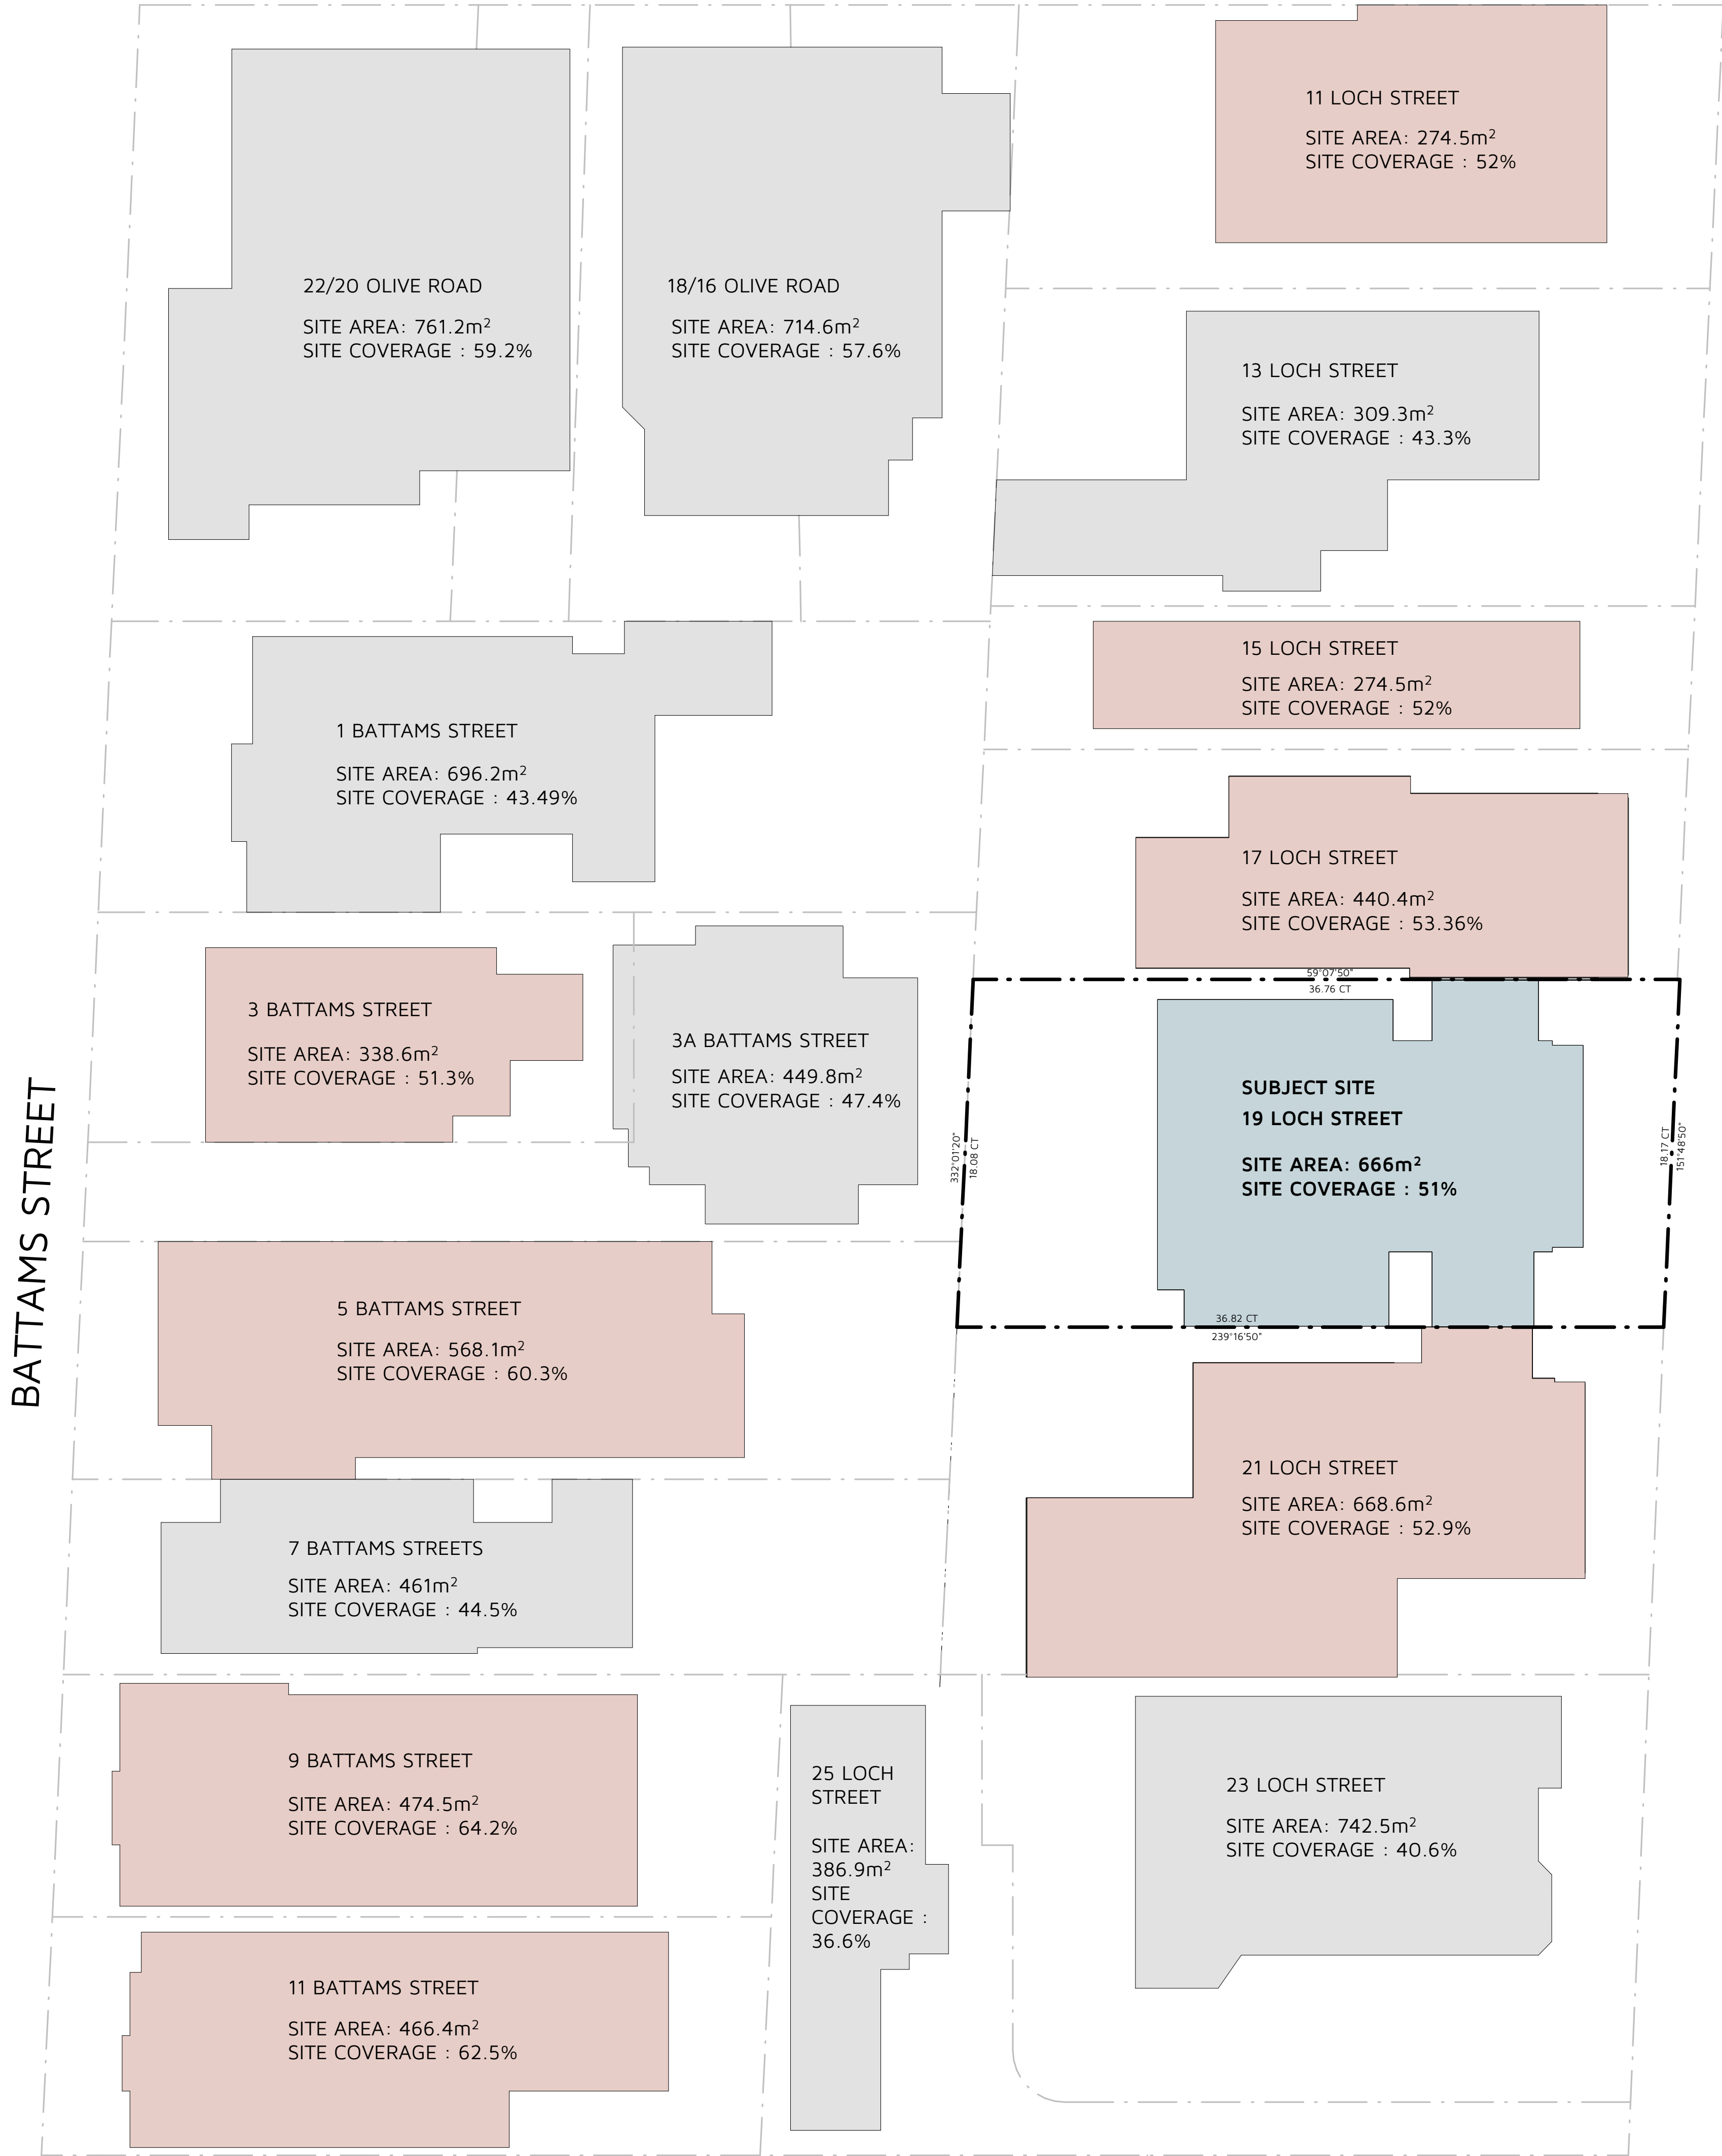 11 LOCH STREET
SITE AREA: 274.5m²
SITE COVERAGE : 52%
22/20 OLIVE ROAD
SITE AREA: 761.2m²
SITE COVERAGE : 59.2%
18/16 OLIVE ROAD
SITE AREA: 714.6m²
SITE COVERAGE : 57.6%
13 LOCH STREET
SITE AREA: 309.3m²
SITE COVERAGE : 43.3%
15 LOCH STREET
SITE AREA: 274.5m²
SITE COVERAGE : 52%
1 BATTAMS STREET
SITE AREA: 696.2m²
SITE COVERAGE : 43.49%
17 LOCH STREET
SITE AREA: 440.4m²
SITE COVERAGE : 53.36%
59°07'50"
36.76 CT
3 BATTAMS STREET
SITE AREA: 338.6m²
SITE COVERAGE : 51.3%
3A BATTAMS STREET
SITE AREA: 449.8m²
SITE COVERAGE : 47.4%
SUBJECT SITE
19 LOCH STREET
SITE AREA: 666m²
SITE COVERAGE : 51%
332°01'20"
18.08 CT
18.17 CT
151°48'50"
36.82 CT
239°16'50"
BATTAMS STREET
5 BATTAMS STREET
SITE AREA: 568.1m²
SITE COVERAGE : 60.3%
21 LOCH STREET
SITE AREA: 668.6m²
SITE COVERAGE : 52.9%
7 BATTAMS STREETS
SITE AREA: 461m²
SITE COVERAGE : 44.5%
9 BATTAMS STREET
SITE AREA: 474.5m²
SITE COVERAGE : 64.2%
25 LOCH
STREET
SITE AREA:
386.9m²
SITE
COVERAGE :
36.6%
23 LOCH STREET
SITE AREA: 742.5m²
SITE COVERAGE : 40.6%
11 BATTAMS STREET
SITE AREA: 466.4m²
SITE COVERAGE : 62.5%